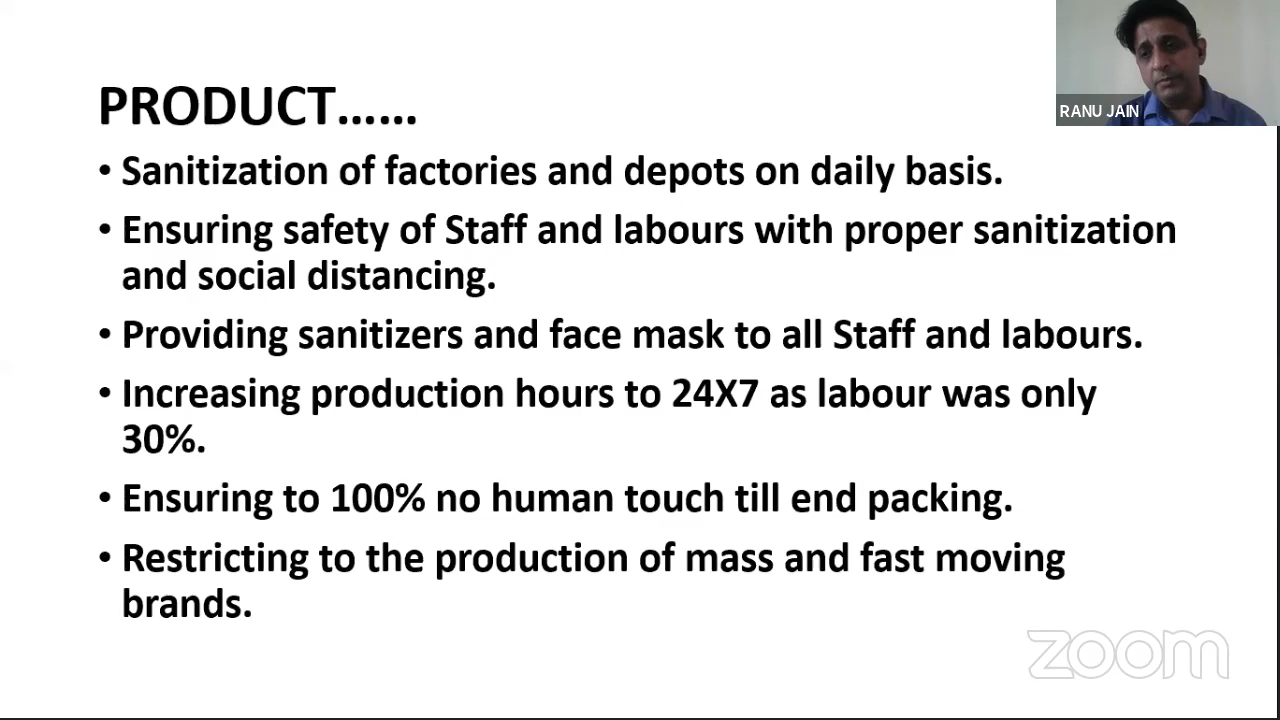 RANU JAIN
PRODUCT......
• Sanitization of factories and depots on daily basis.
• Ensuring safety of Staff and labours with proper sanitization
and social distancing.
• Providing sanitizers and face mask to all Staff and labours.
• Increasing production hours to 24X7 as labour was only
30%.
• Ensuring to 100% no human touch till end packing.
• Restricting to the production of mass and fast moving
brands.
zoom